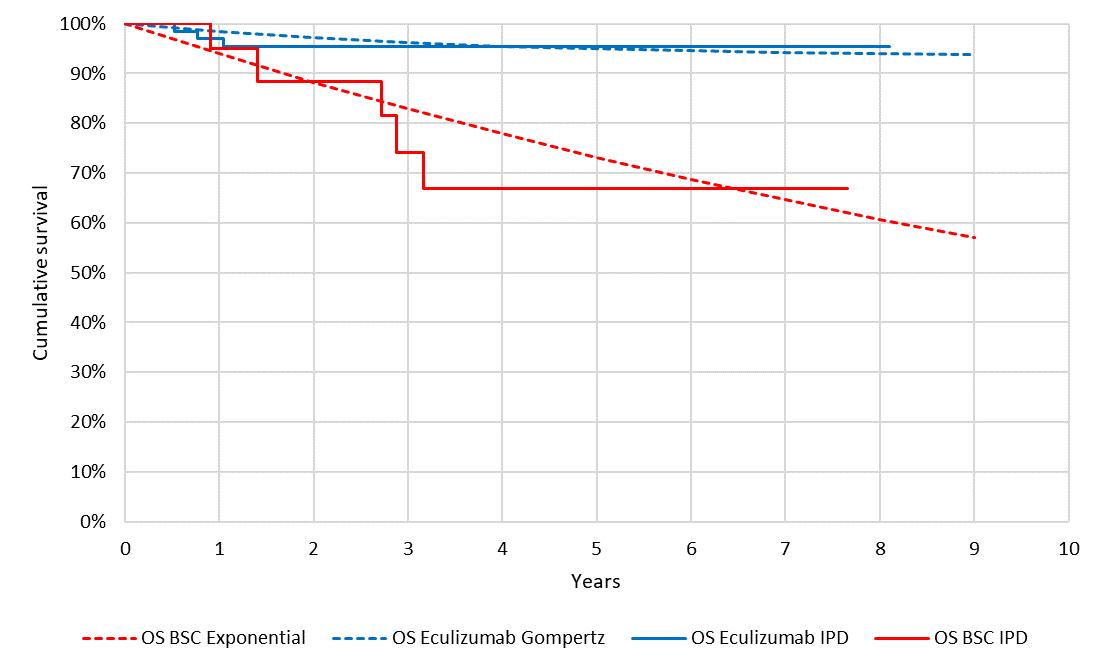 100%
90%
80%
70%
60%
50%
40%
30%
20%
10%
0%
Cumulative survival
0 1 2 3 4 5 6 7 8 9 10
Years
OS BSC Exponential OS Eculizumab Gompertz OS Eculizumab IPD OS BSC IPD